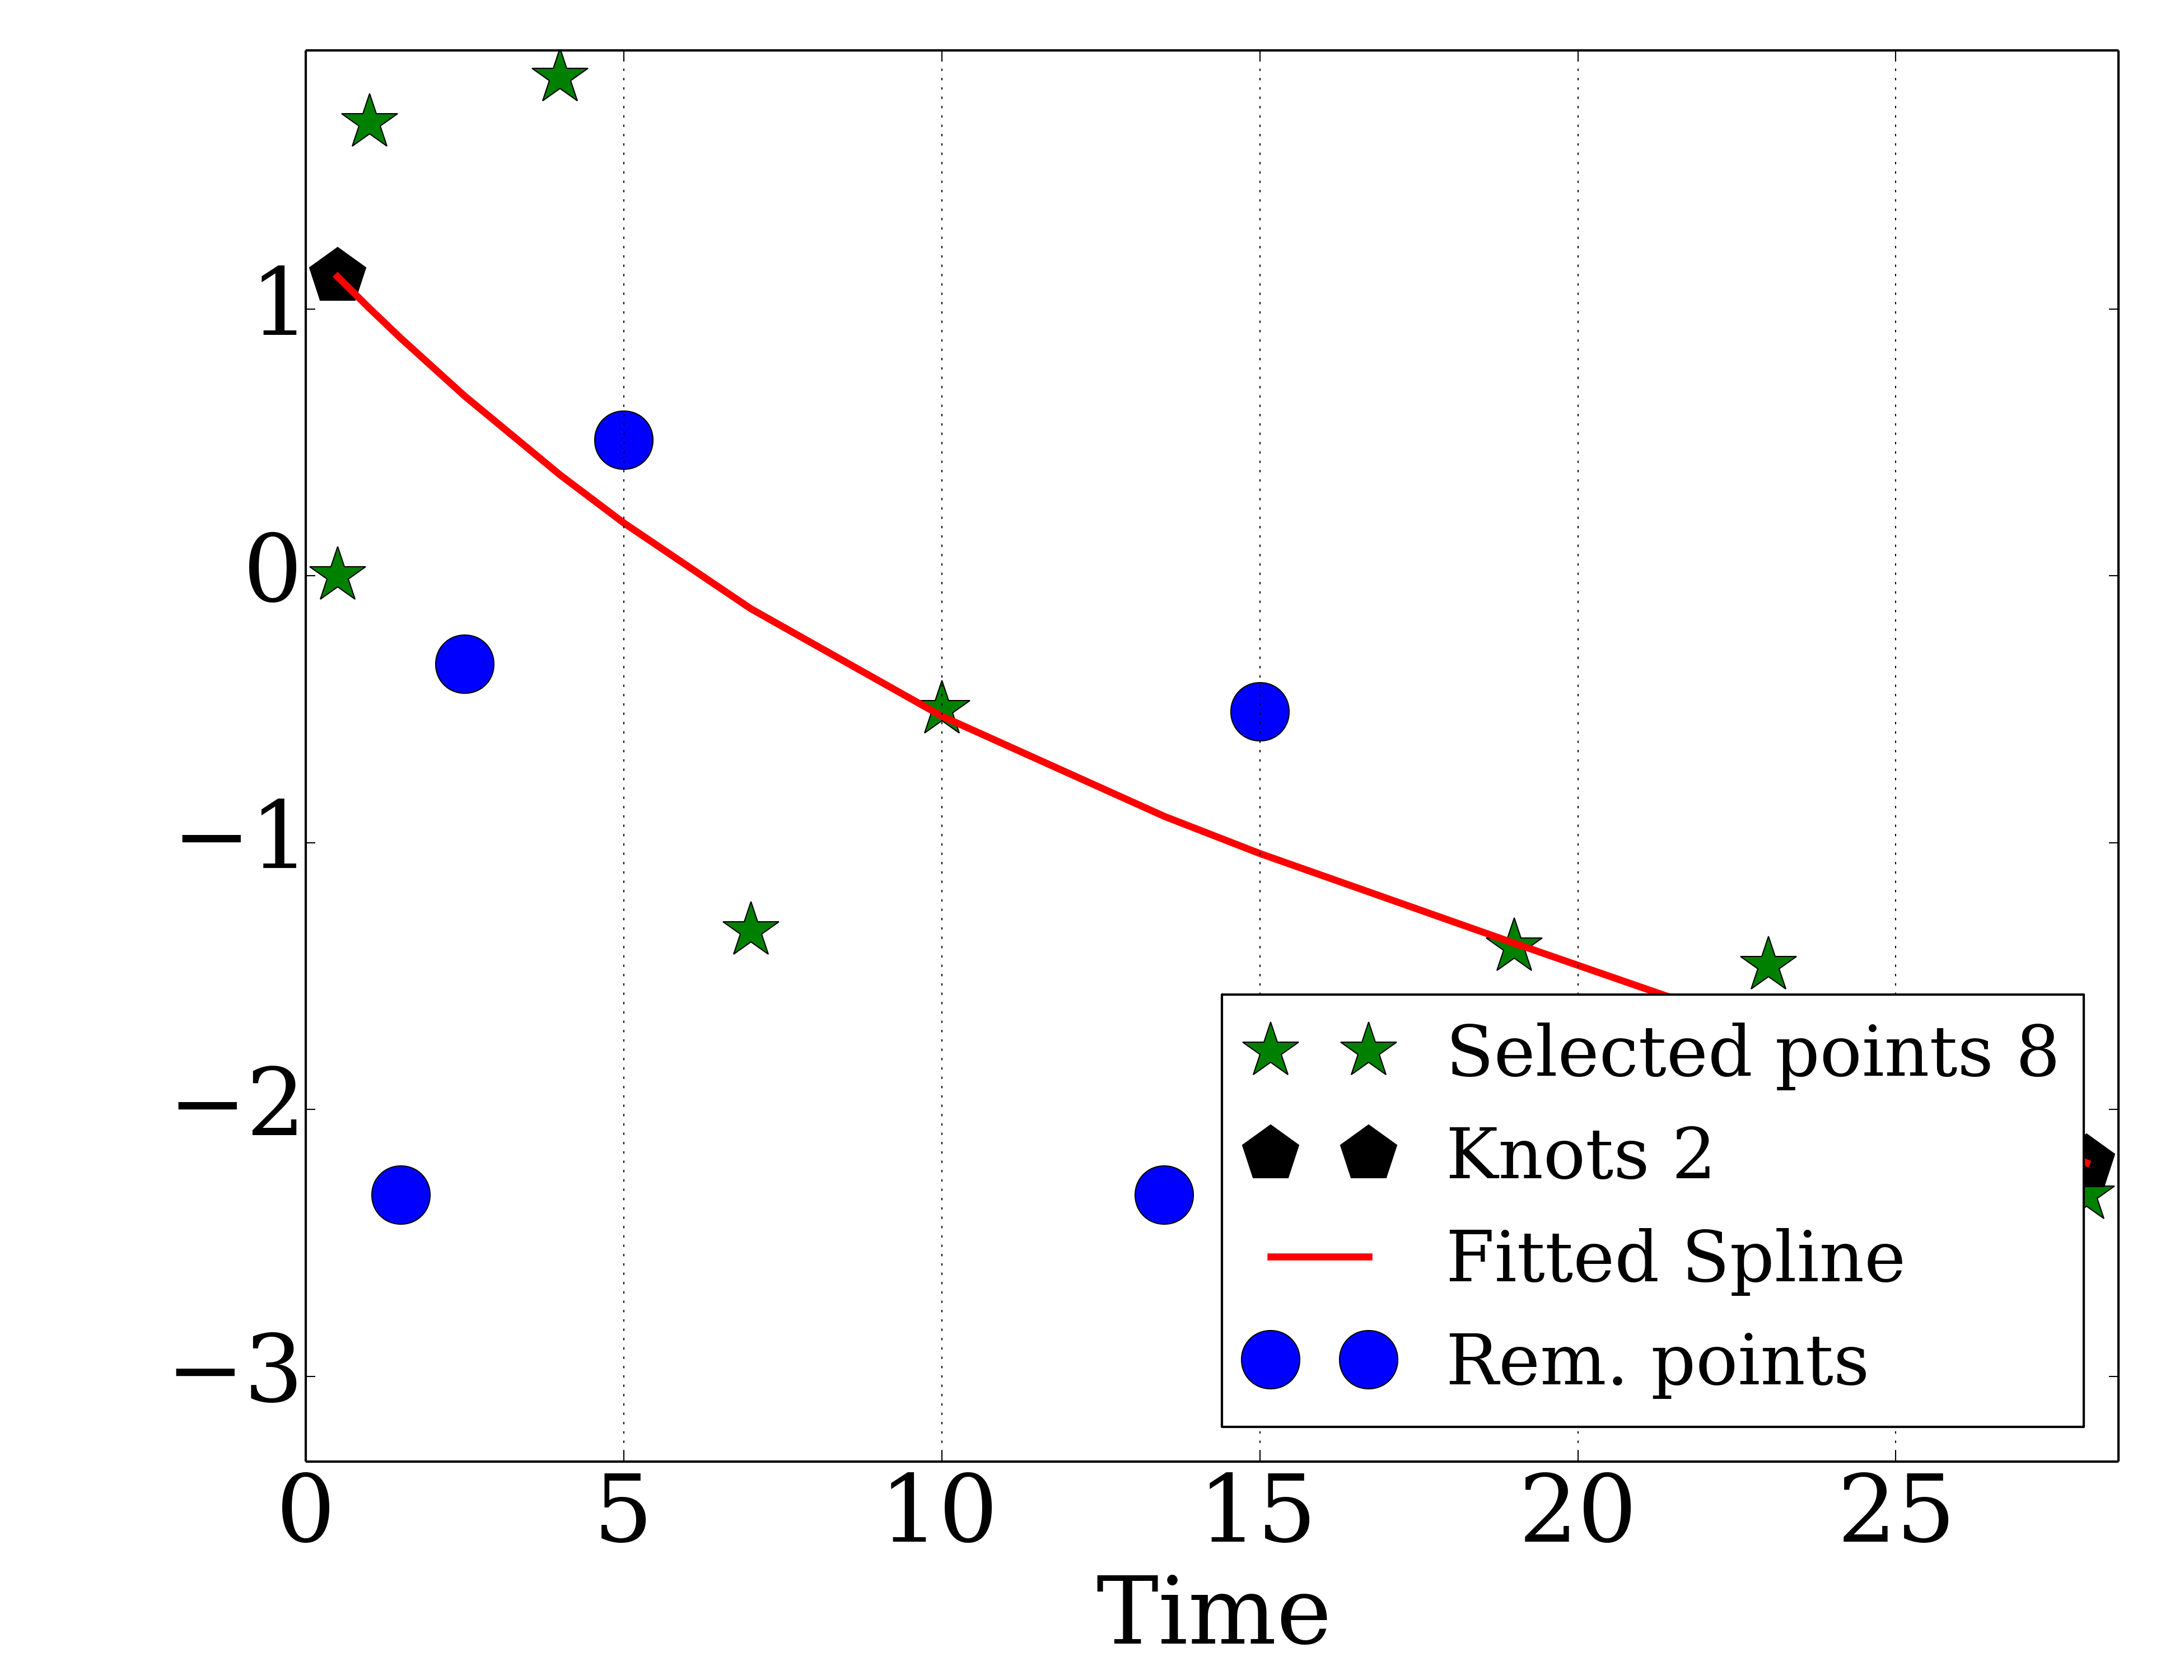 1
0
−1
−2
−3
Selected points 8
Knots 2
Fitted Spline
Rem. points
0 5 10 15 20 25
Time